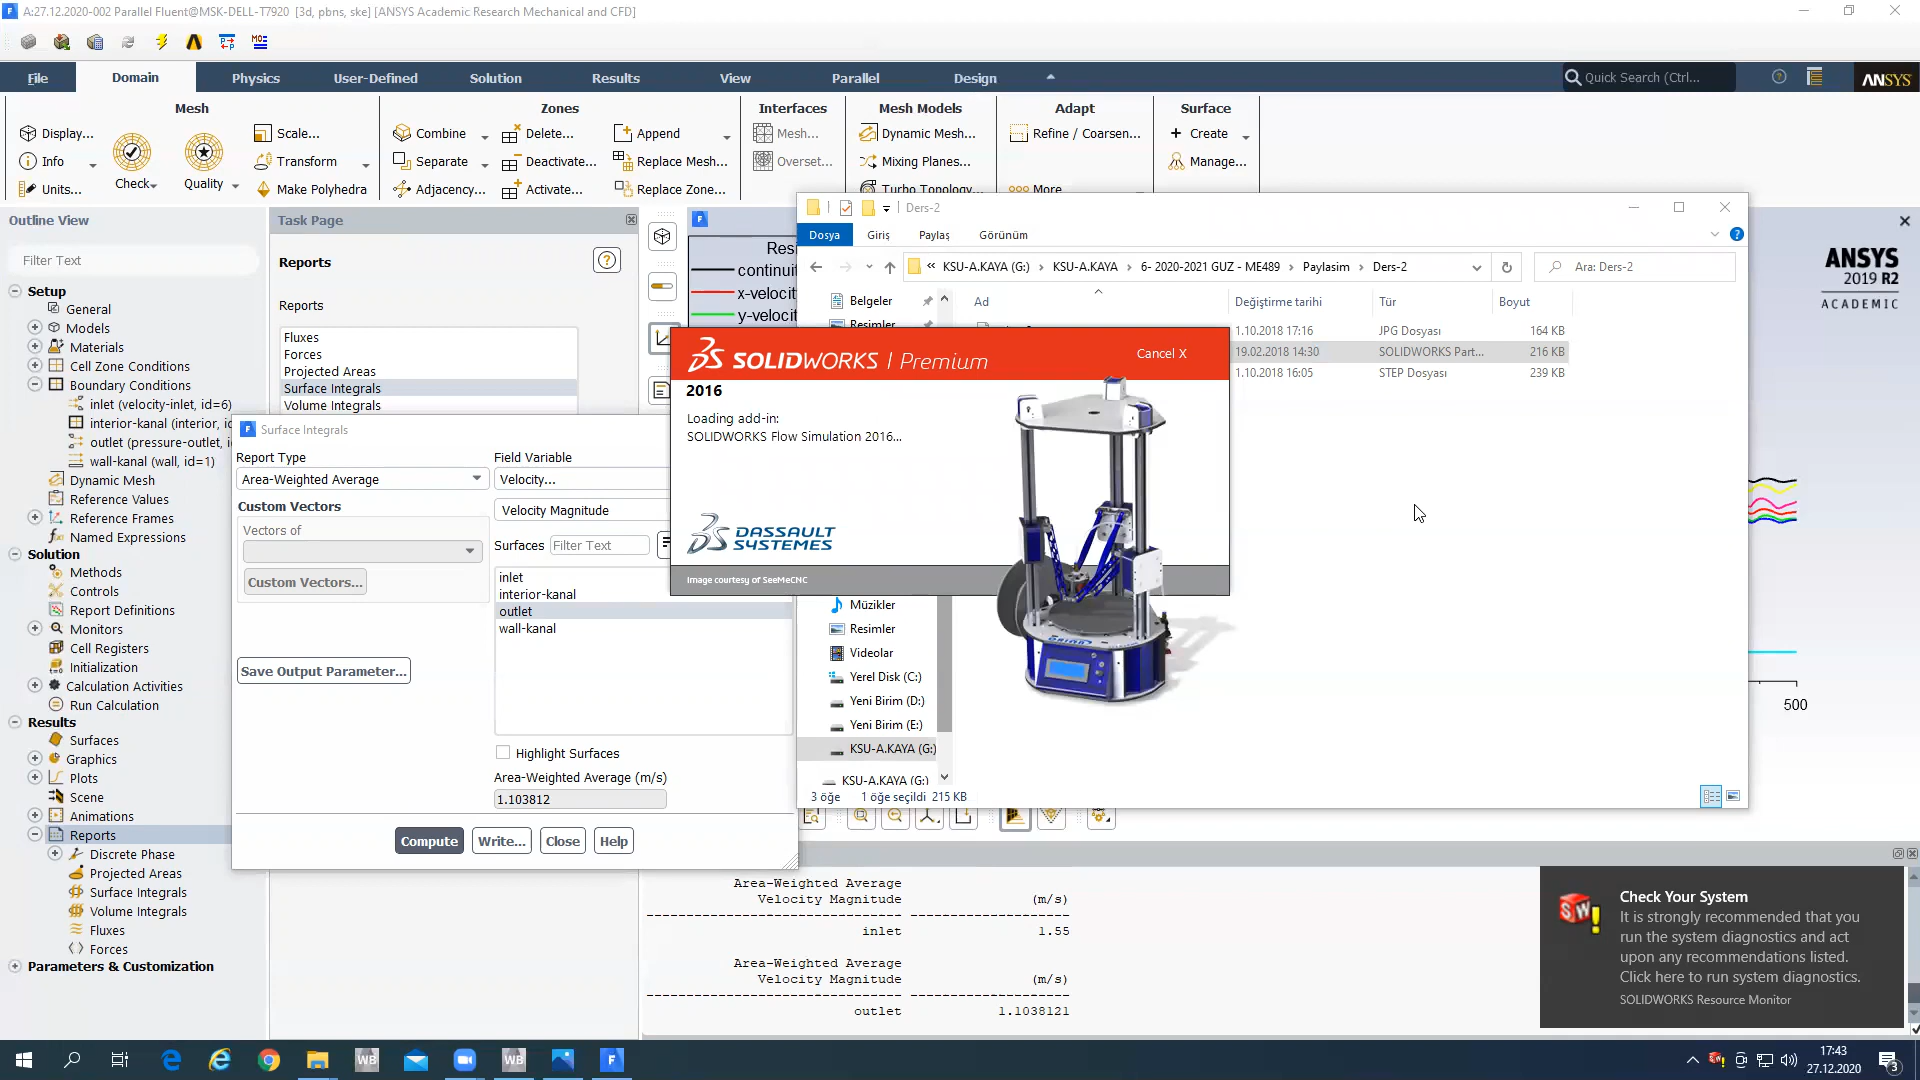 A:27.12.2020-002 Parallel Fluent@MSK-DELL-T7920 [3d, pbns, ske] [ANSYS Academic Research Mechanical and CFD]
File
Domain
Physics
User-Defined
Solution
Results
View
Parallel
Design
Quick Search (Ctrl...
ANSYS
Mesh
Zones
Interfaces
Mesh Models
Adapt
Surface
Display...
Scale...
Combine
Delete...
Append
Mesh...
Dynamic Mesh...
Refine / Coarsen...
Create
Info
Transform
Separate
Deactivate...
Replace Mesh...
Overset...
Mixing Planes...
Manage...
Check
Quality
Units...
Make Polyhedra
Adjacency...
Activate...
Replace Zone...
Turbo Topology...
More
Outline View
Task Page
Filter Text
Reports
Reports
Fluxes
Forces
Projected Areas
Surface Integrals
Volume Integrals
Setup
General
Models
Materials
Cell Zone Conditions
Boundary Conditions
inlet (velocity-inlet, id=6)
interior-kanal (interior, id
outlet (pressure-outlet, i
wall-kanal (wall, id=1)
Dynamic Mesh
Reference Values
Reference Frames
Named Expressions
Solution
Methods
Controls
Report Definitions
Monitors
Cell Registers
Initialization
Calculation Activities
Run Calculation
Results
Surfaces
Graphics
Plots
Scene
Animations
Reports
Discrete Phase
Projected Areas
Surface Integrals
Volume Integrals
Fluxes
Forces
Parameters & Customization
Resi
continuit
x-velocit
y-velocit
Surface Integrals
Report Type
Field Variable
Area-Weighted Average
Velocity...
Custom Vectors
Velocity Magnitude
Vectors of
Surfaces
Filter Text
Custom Vectors...
inlet
interior-kanal
outlet
wall-kanal
Save Output Parameter...
Highlight Surfaces
Area-Weighted Average (m/s)
1.103812
Compute
Write...
Close
Help
Ders-2
Dosya
Giriş
Paylaş
Görünüm
« KSU-A.KAYA (G:) › KSU-A.KAYA › 6- 2020-2021 GUZ - ME489 › Paylasim › Ders-2
Ara: Ders-2
Belgeler
Resimler
Ad
Değiştirme tarihi
Tür
Boyut
1.10.2018 17:16
JPG Dosyası
164 KB
19.02.2018 14:30
SOLIDWORKS Part...
216 KB
1.10.2018 16:05
STEP Dosyası
239 KB
Müzikler
Resimler
Videolar
Yerel Disk (C:)
Yeni Birim (D:)
Yeni Birim (E:)
KSU-A.KAYA (G:)
KSU-A.KAYA (G:)
3 öğe
1 öğe seçildi 215 KB
SOLIDWORKS | Premium
Cancel X
2016
Loading add-in:
SOLIDWORKS Flow Simulation 2016...
DASSAULT
SYSTEMES
Image courtesy of SeeMeCNC
ANSYS
2019 R2
ACADEMIC
500
Area-Weighted Average
Velocity Magnitude (m/s)
inlet 1.55
Area-Weighted Average
Velocity Magnitude (m/s)
outlet 1.1038121
Check Your System
It is strongly recommended that you
run the system diagnostics and act
upon any recommendations listed.
Click here to run system diagnostics.
SOLIDWORKS Resource Monitor
17:43
27.12.2020
3